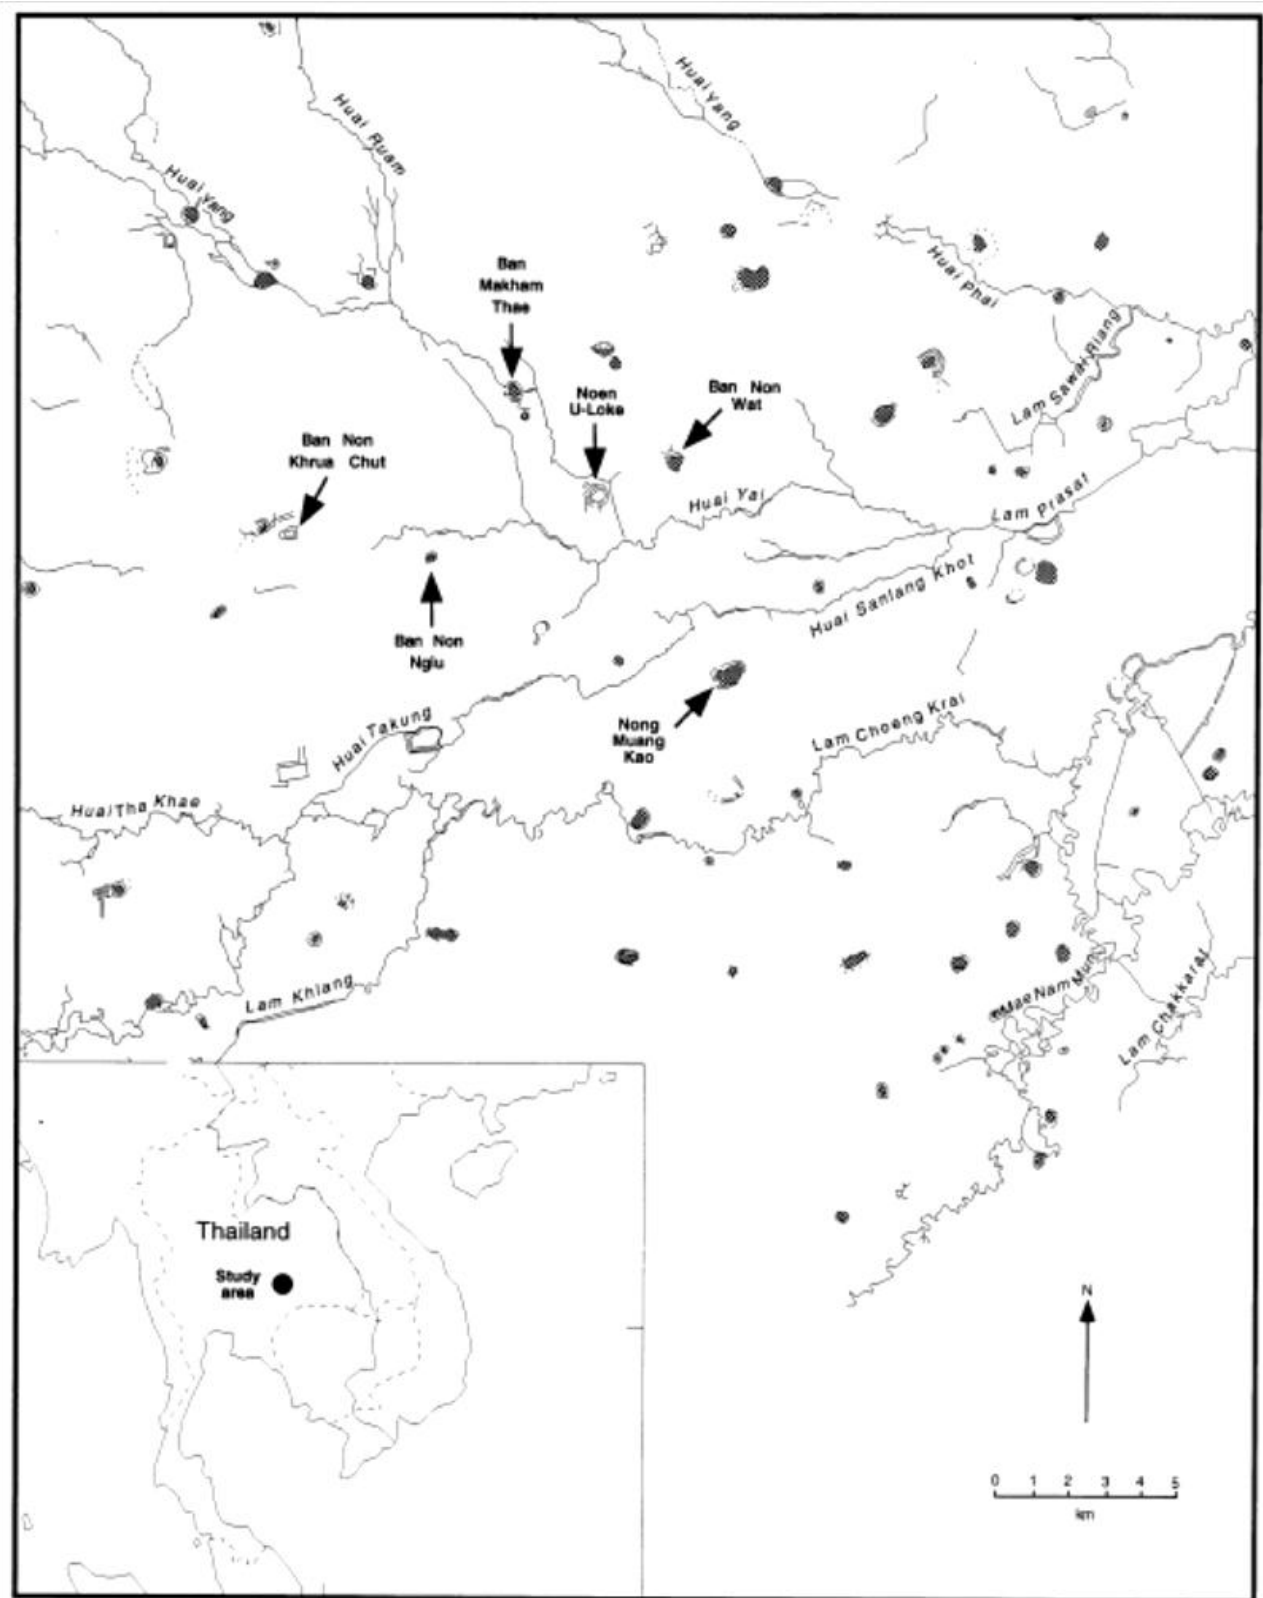 Huai Yang
Huai Ruam
Huai Yang
Ban
Makham
Thae
Huai Phai
Noen
U-Loke
Ban Non
Wat
Lam Sawai Riang
Ban Non
Khrua Chut
Huai Yai
Lam Prasat
Ban Non
Ngiu
Huai Sanlang Khot
Nong
Muang
Kao
Lam Choeng Krai
Huai Takung
Huai Tha Khae
Lam Khiang
Mae Nam Mun
Lam Chakkarat
Thailand
Study
area
N
0 1 2 3 4 5
km